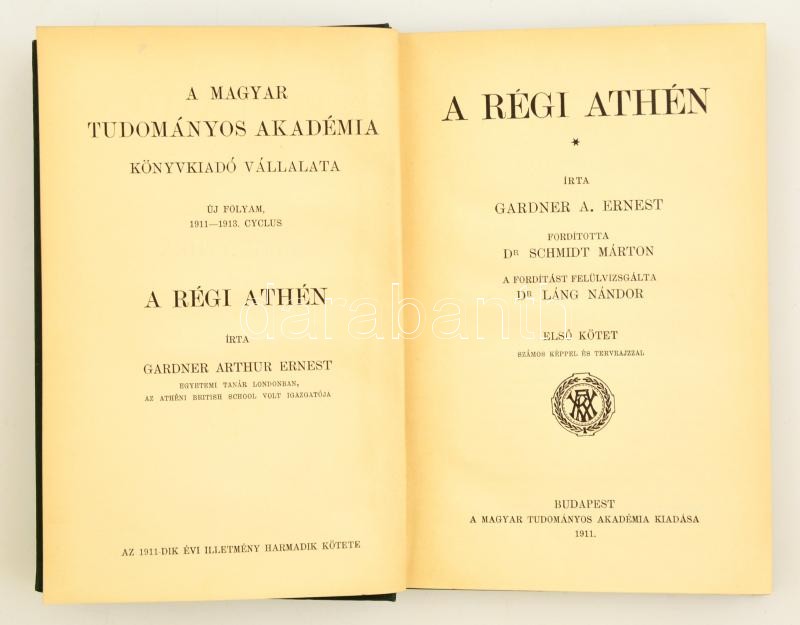 A MAGYAR
TUDOMÁNYOS AKADÉMIA
KÖNYVKIADÓ VÁLLALATA
ÚJ FOLYAM,
1911—1913. CYCLUS
A RÉGI ATHÉN
ÍRTA
GARDNER ARTHUR ERNEST
EGYETEMI TANÁR LONDONBAN,
AZ ATHÉNI BRITISH SCHOOL VOLT IGAZGATÓJA
AZ 1911-DIK ÉVI ILLETMÉNY HARMADIK KÖTETE
A RÉGI ATHÉN
*
ÍRTA
GARDNER A. ERNEST
FORDÍTOTTA
DR SCHMIDT MÁRTON
A FORDÍTÁST FELÜLVIZSGÁLTA
DR LÁNG NÁNDOR
ELSŐ KÖTET
SZÁMOS KÉPPEL ÉS TERVRAJZZAL
BUDAPEST
A MAGYAR TUDOMÁNYOS AKADÉMIA KIADÁSA
1911.
darabanth